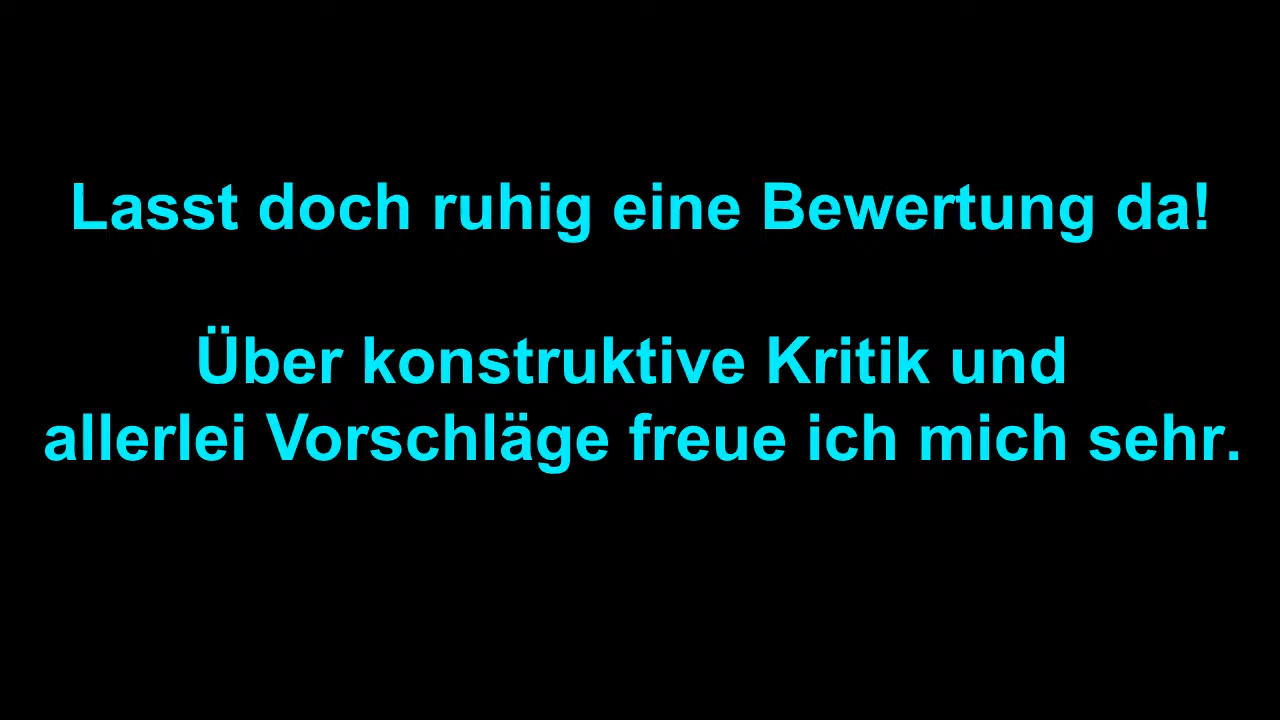 Lasst doch ruhig eine Bewertung da!
Über konstruktive Kritik und
allerlei Vorschläge freue ich mich sehr.